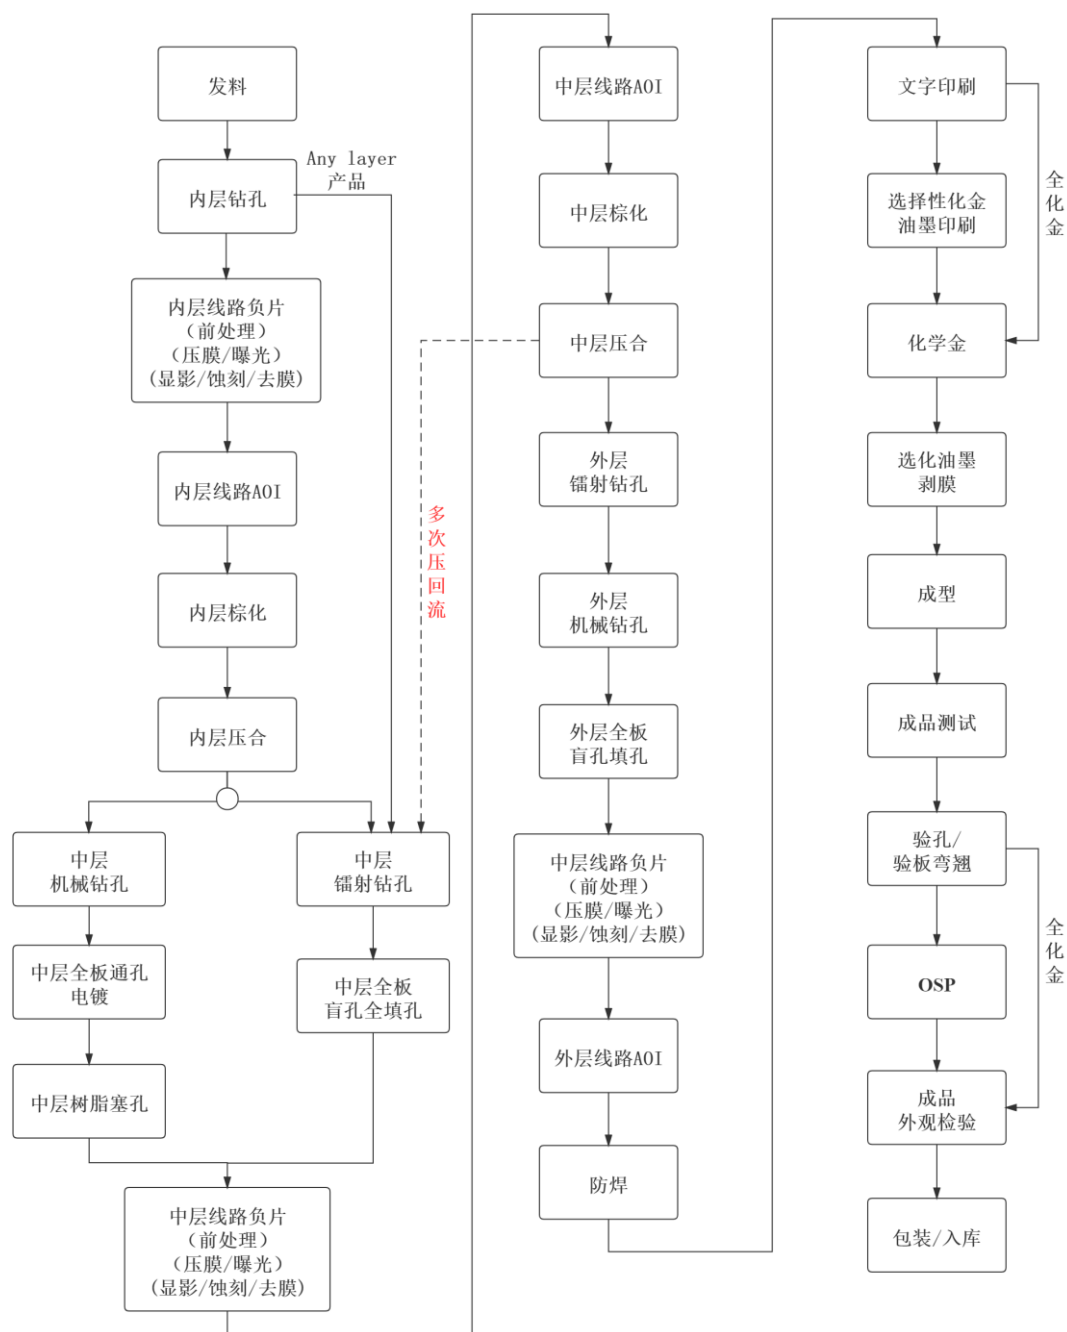 发料
内层钻孔
Any layer
产品
内层线路负片
（前处理）
（压膜/曝光）
(显影/蚀刻/去膜)
内层线路AOI
内层棕化
内层压合
中层
机械钻孔
中层
镭射钻孔
中层全板通孔
电镀
中层全板
盲孔全填孔
中层树脂塞孔
中层线路负片
（前处理）
（压膜/曝光）
(显影/蚀刻/去膜)
中层线路AOI
中层棕化
中层压合
多次压回流
外层
镭射钻孔
外层
机械钻孔
外层全板
盲孔填孔
中层线路负片
（前处理）
（压膜/曝光）
(显影/蚀刻/去膜)
外层线路AOI
防焊
文字印刷
全化金
选择性化金
油墨印刷
化学金
选化油墨
剥膜
成型
成品测试
验孔/
验板弯翘
全化金
OSP
成品
外观检验
包装/入库